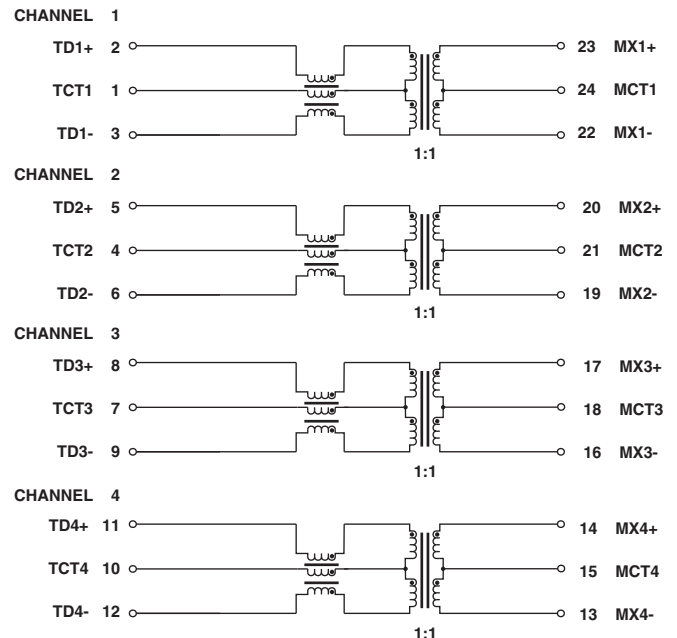 CHANNEL 1
TD1+ 2 23 MX1+
TCT1 1 24 MCT1
TD1- 3 22 MX1-
1:1
CHANNEL 2
TD2+ 5 20 MX2+
TCT2 4 21 MCT2
TD2- 6 19 MX2-
1:1
CHANNEL 3
TD3+ 8 17 MX3+
TCT3 7 18 MCT3
TD3- 9 16 MX3-
1:1
CHANNEL 4
TD4+ 11 14 MX4+
TCT4 10 15 MCT4
TD4- 12 13 MX4-
1:1